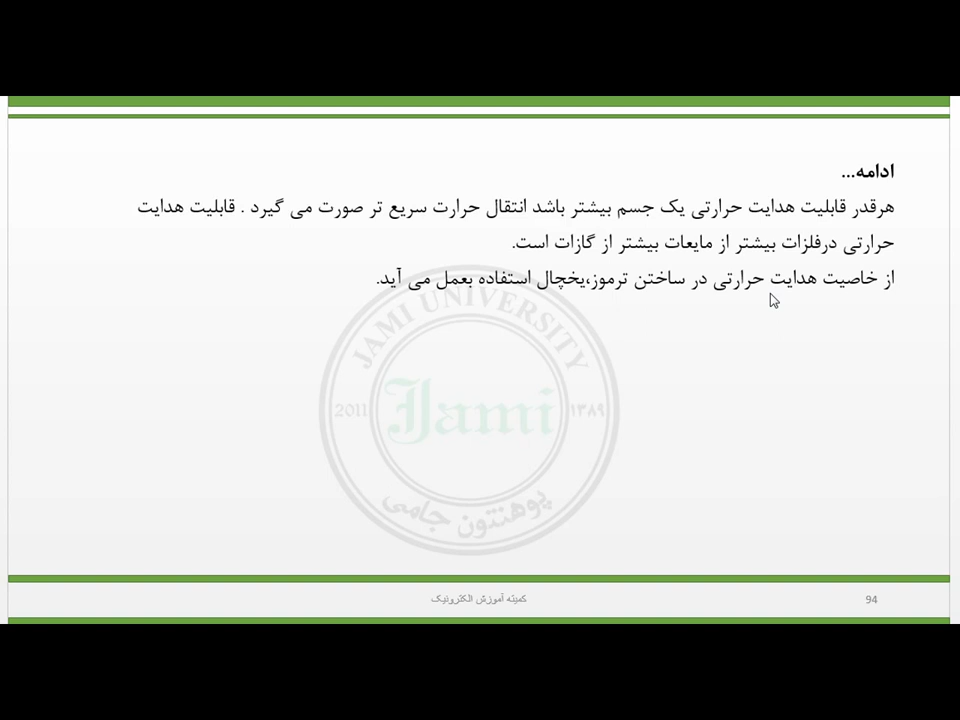 ادامه...
هرقدر قابلیت هدایت حرارتی یک جسم بیشتر باشد انتقال حرارت سریع تر صورت می گیرد . قابلیت هدایت
حرارتی درفلزات بیشتر از مایعات بیشتر از گازات است.
از خاصیت هدایت حرارتی در ساختن ترموز،یخچال استفاده بعمل می آید.
JAMI UNIVERSITY
2011 Jami ۱۳۸۹
پوهنتون جامی
کمیته آموزش الکترونیک 94